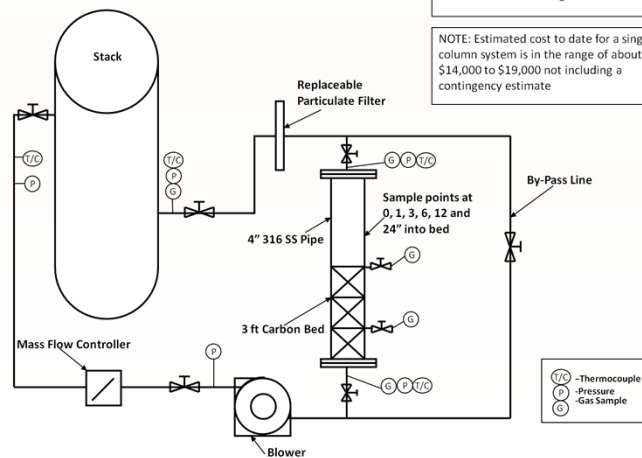 NOTE: Estimated cost to date for a
column system is in the range of about
$14,000 to $19,000 not including a
contingency estimate
Stack
Replaceable
Particulate Filter
T/C
P
T/C
P
G
G P T/C
By-Pass Line
Sample points at
0, 1, 3, 6, 12 and
24” into bed
4” 316 SS Pipe
G
3 ft Carbon Bed
G
Mass Flow Controller
P
G P T/C
Blower
T/C –Thermocouple
P -Pressure
G -Gas Sample